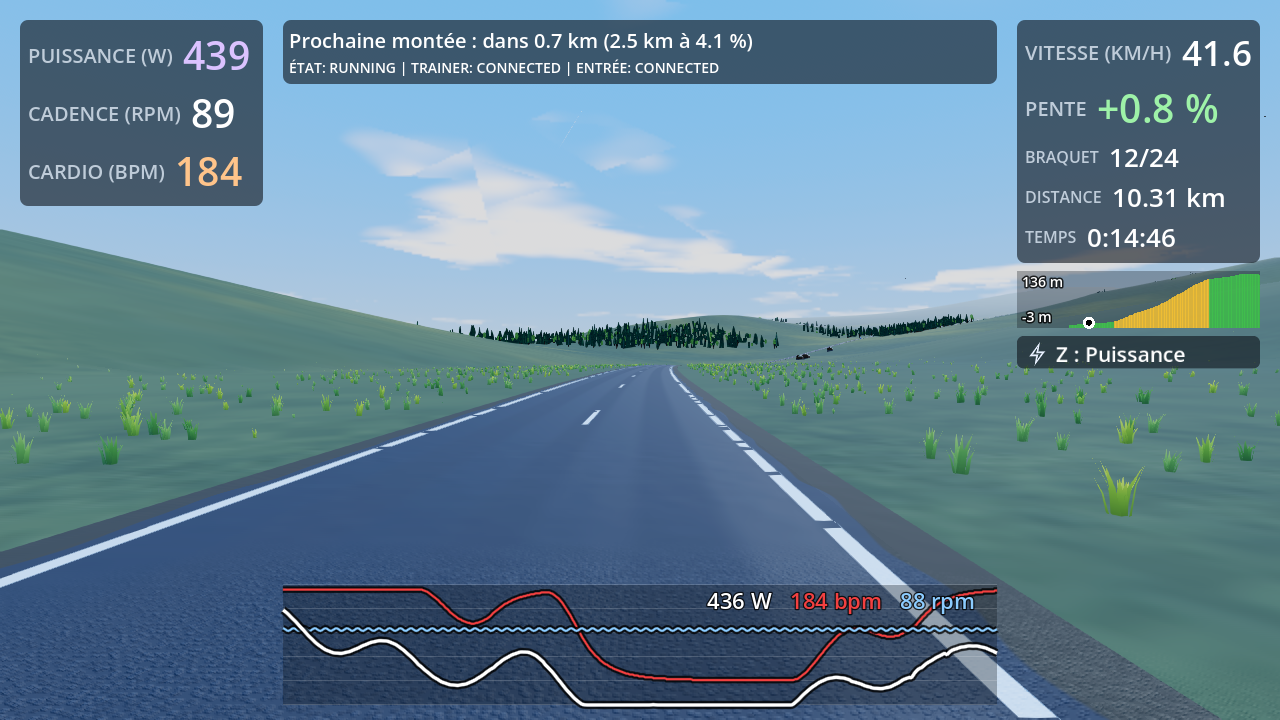 PUISSANCE (W) 439
CADENCE (RPM) 89
CARDIO (BPM) 184
Prochaine montée : dans 0.7 km (2.5 km à 4.1 %)
ÉTAT: RUNNING | TRAINER: CONNECTED | ENTRÉE: CONNECTED
VITESSE (KM/H) 41.6
PENTE +0.8 %
BRAQUET 12/24
DISTANCE 10.31 km
TEMPS 0:14:46
136 m
-3 m
Z : Puissance
436 W 184 bpm 88 rpm